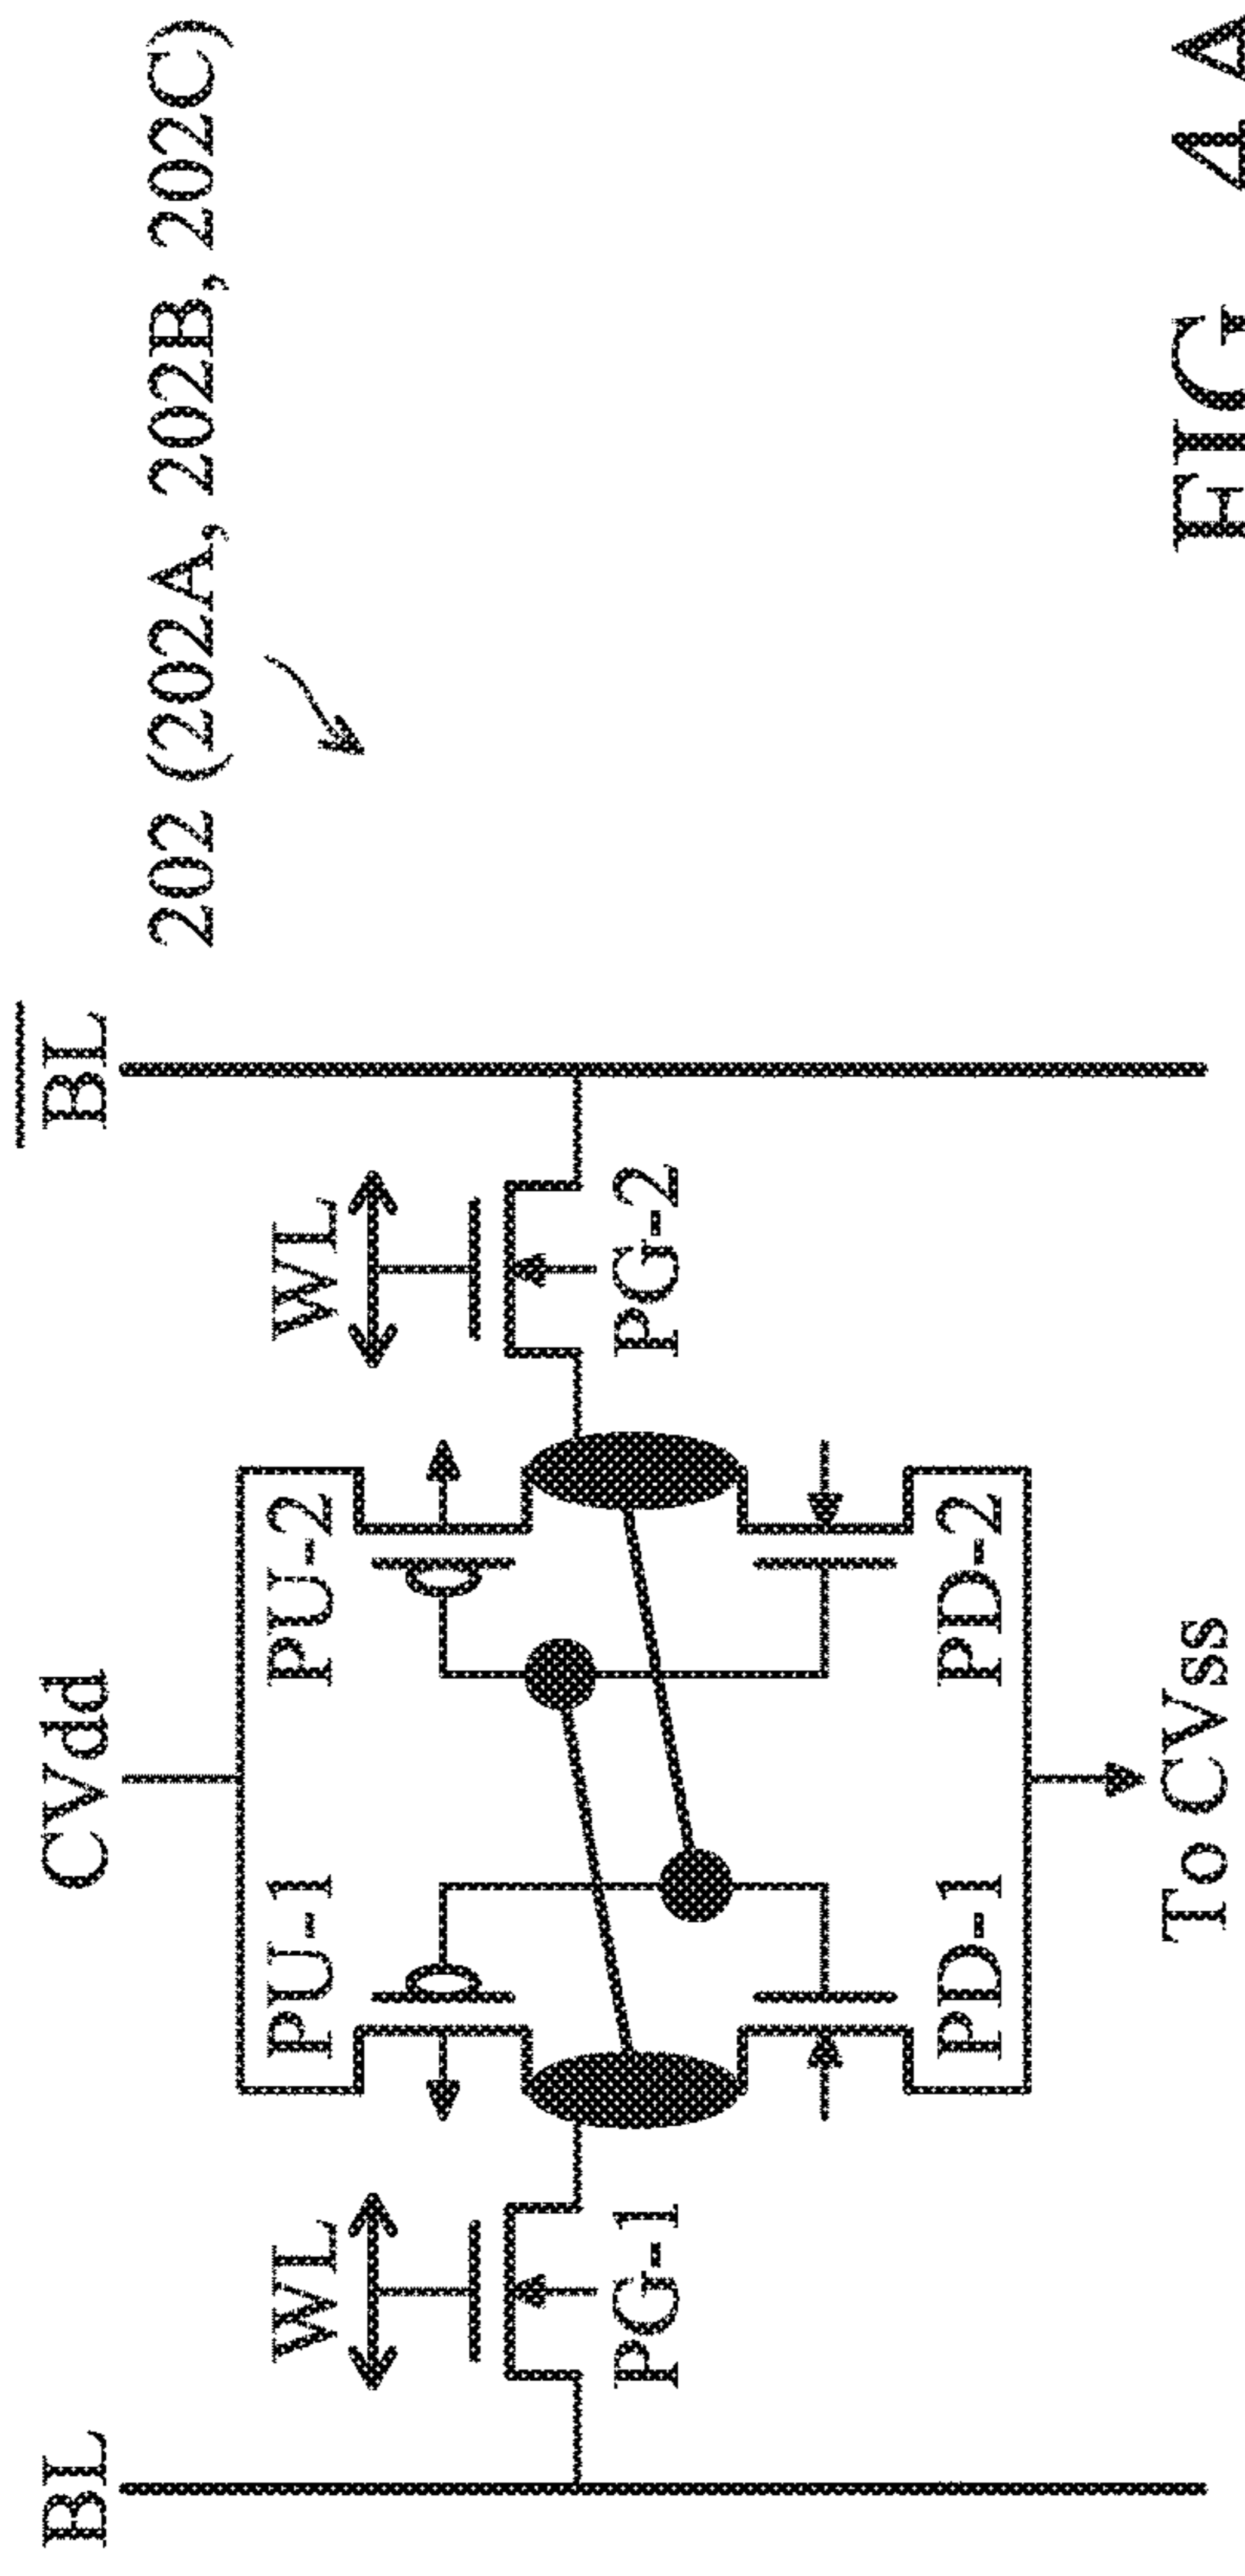 202 (202A, 202B, 202C)
BL
CVdd
BL
WL
PU-1
PU-2
WL
PG-1
PG-2
PD-1
PD-2
To CVss
FIG 4A